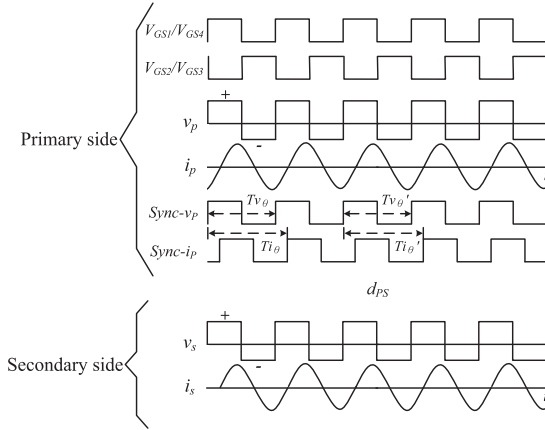 V_GS1/V_GS4
V_GS2/V_GS3
+
v_p
-
i_p
Primary side
Tv_θ Tv_θ'
Sync-v_P
Ti_θ Ti_θ'
Sync-i_P
d_PS
+
v_s
Secondary side
-
i_s